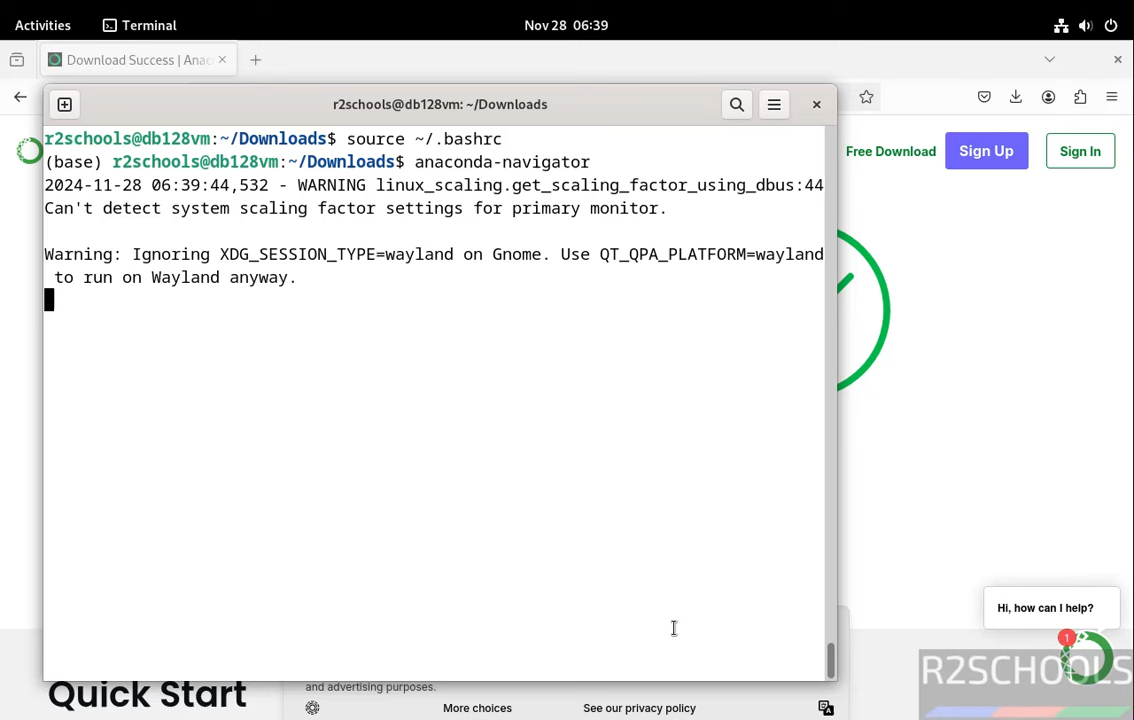 Activities Terminal Nov 28 06:39
Download Success | Anac
r2schools@db128vm: ~/Downloads
r2schools@db128vm:~/Downloads$ source ~/.bashrc
(base) r2schools@db128vm:~/Downloads$ anaconda-navigator
2024-11-28 06:39:44,532 - WARNING linux_scaling.get_scaling_factor_using_dbus:44
Can't detect system scaling factor settings for primary monitor.
Warning: Ignoring XDG_SESSION_TYPE=wayland on Gnome. Use QT_QPA_PLATFORM=wayland
to run on Wayland anyway.
Free Download Sign Up Sign In
Hi, how can I help?
1
R2SCHOOLS
Quick Start
and advertising purposes.
More choices See our privacy policy